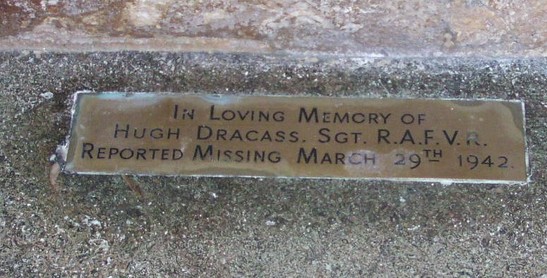 In Loving Memory of
Hugh Dracass. Sgt. R.A.F.V.R.
Reported Missing March 29TH 1942.